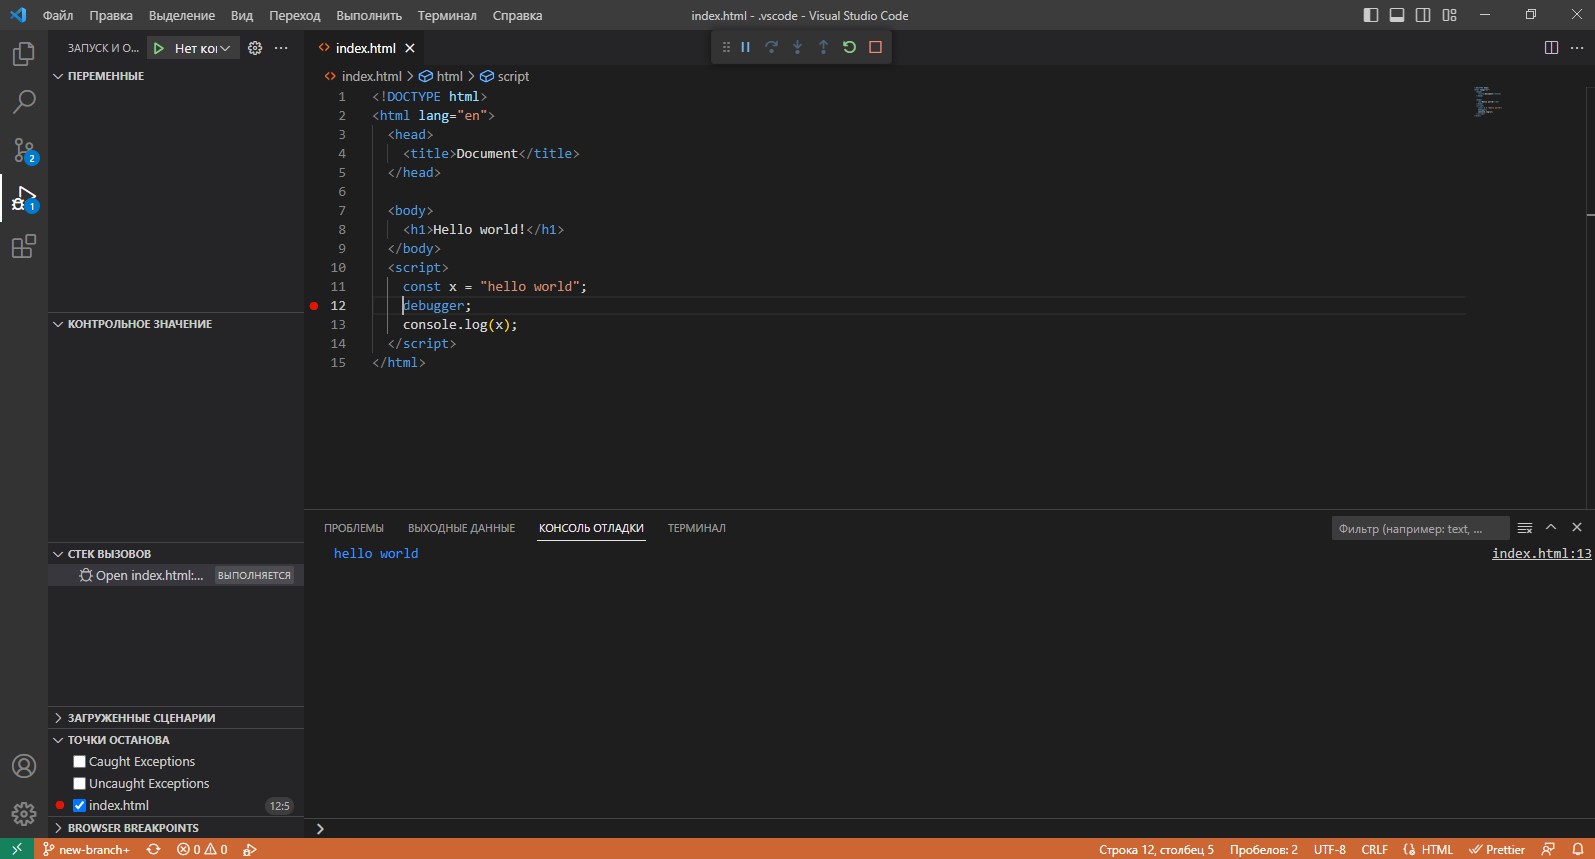 Файл Правка Выделение Вид Переход Выполнить Терминал Справка index.html - .vscode - Visual Studio Code
ЗАПУСК И О... Нет кон
index.html
ПЕРЕМЕННЫЕ
index.html > html > script
1 <!DOCTYPE html>
2 <html lang="en">
3 <head>
4 <title>Document</title>
5 </head>
6
7 <body>
8 <h1>Hello world!</h1>
9 </body>
10 <script>
11 const x = "hello world";
12 debugger;
13 console.log(x);
14 </script>
15 </html>
2
1
КОНТРОЛЬНОЕ ЗНАЧЕНИЕ
СТЕК ВЫЗОВОВ
Open index.html:... ВЫПОЛНЯЕТСЯ
ЗАГРУЖЕННЫЕ СЦЕНАРИИ
ТОЧКИ ОСТАНОВА
Caught Exceptions
Uncaught Exceptions
index.html 12:5
BROWSER BREAKPOINTS
ПРОБЛЕМЫ ВЫХОДНЫЕ ДАННЫЕ КОНСОЛЬ ОТЛАДКИ ТЕРМИНАЛ Фильтр (например: text, ...
hello world index.html:13
new-branch+ 0 0 Строка 12, столбец 5 Пробелов: 2 UTF-8 CRLF HTML Prettier